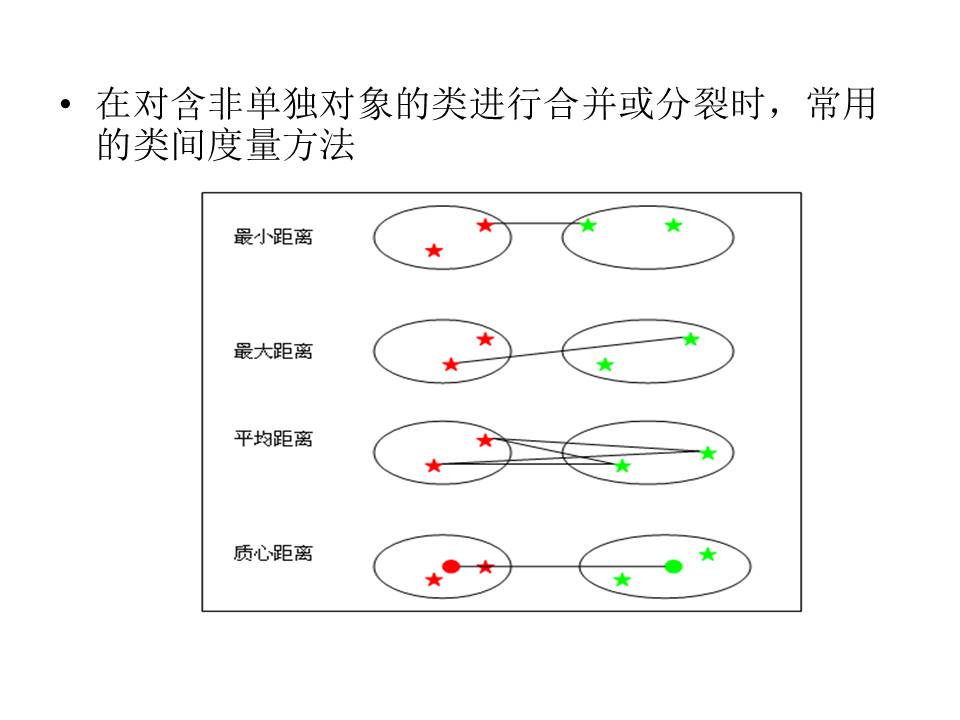 • 在对含非单独对象的类进行合并或分裂时，常用
的类间度量方法
最小距离
最大距离
平均距离
质心距离